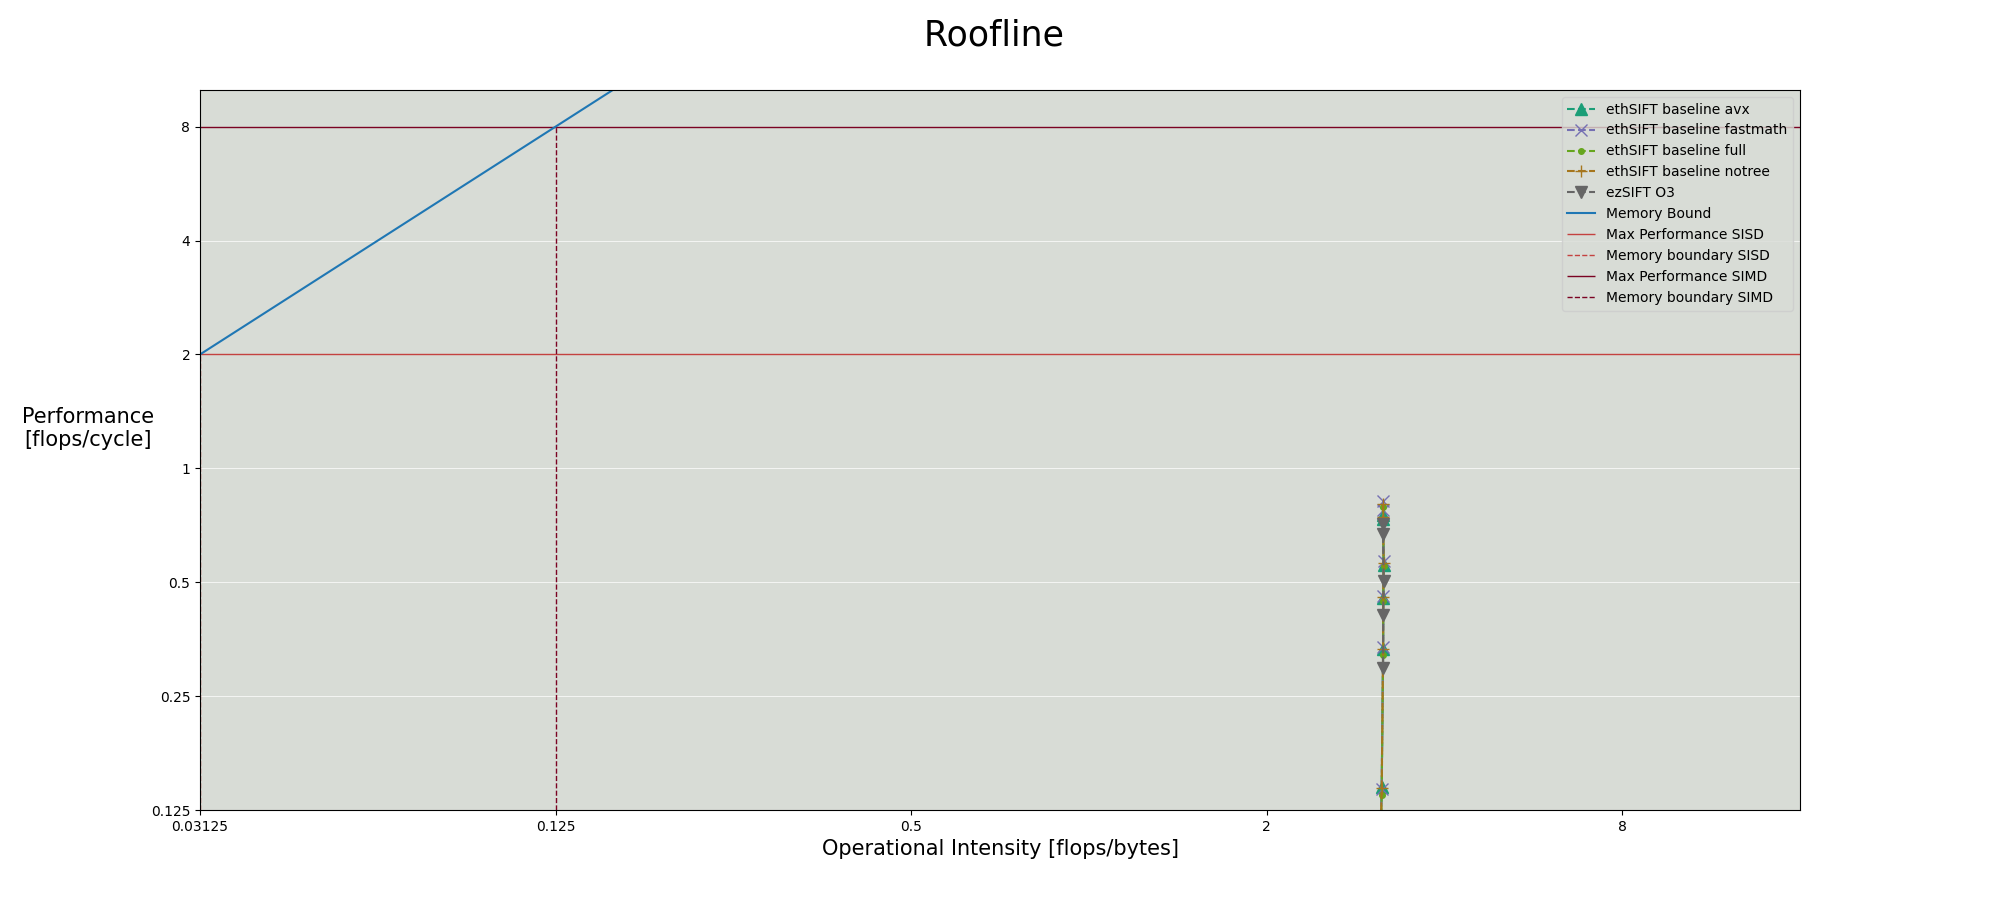 Roofline
ethSIFT baseline avx
ethSIFT baseline fastmath
ethSIFT baseline full
ethSIFT baseline notree
ezSIFT O3
Memory Bound
Max Performance SISD
Memory boundary SISD
Max Performance SIMD
Memory boundary SIMD
8
4
2
1
0.5
0.25
0.125
Performance
[flops/cycle]
0.03125
0.125
0.5
2
8
Operational Intensity [flops/bytes]